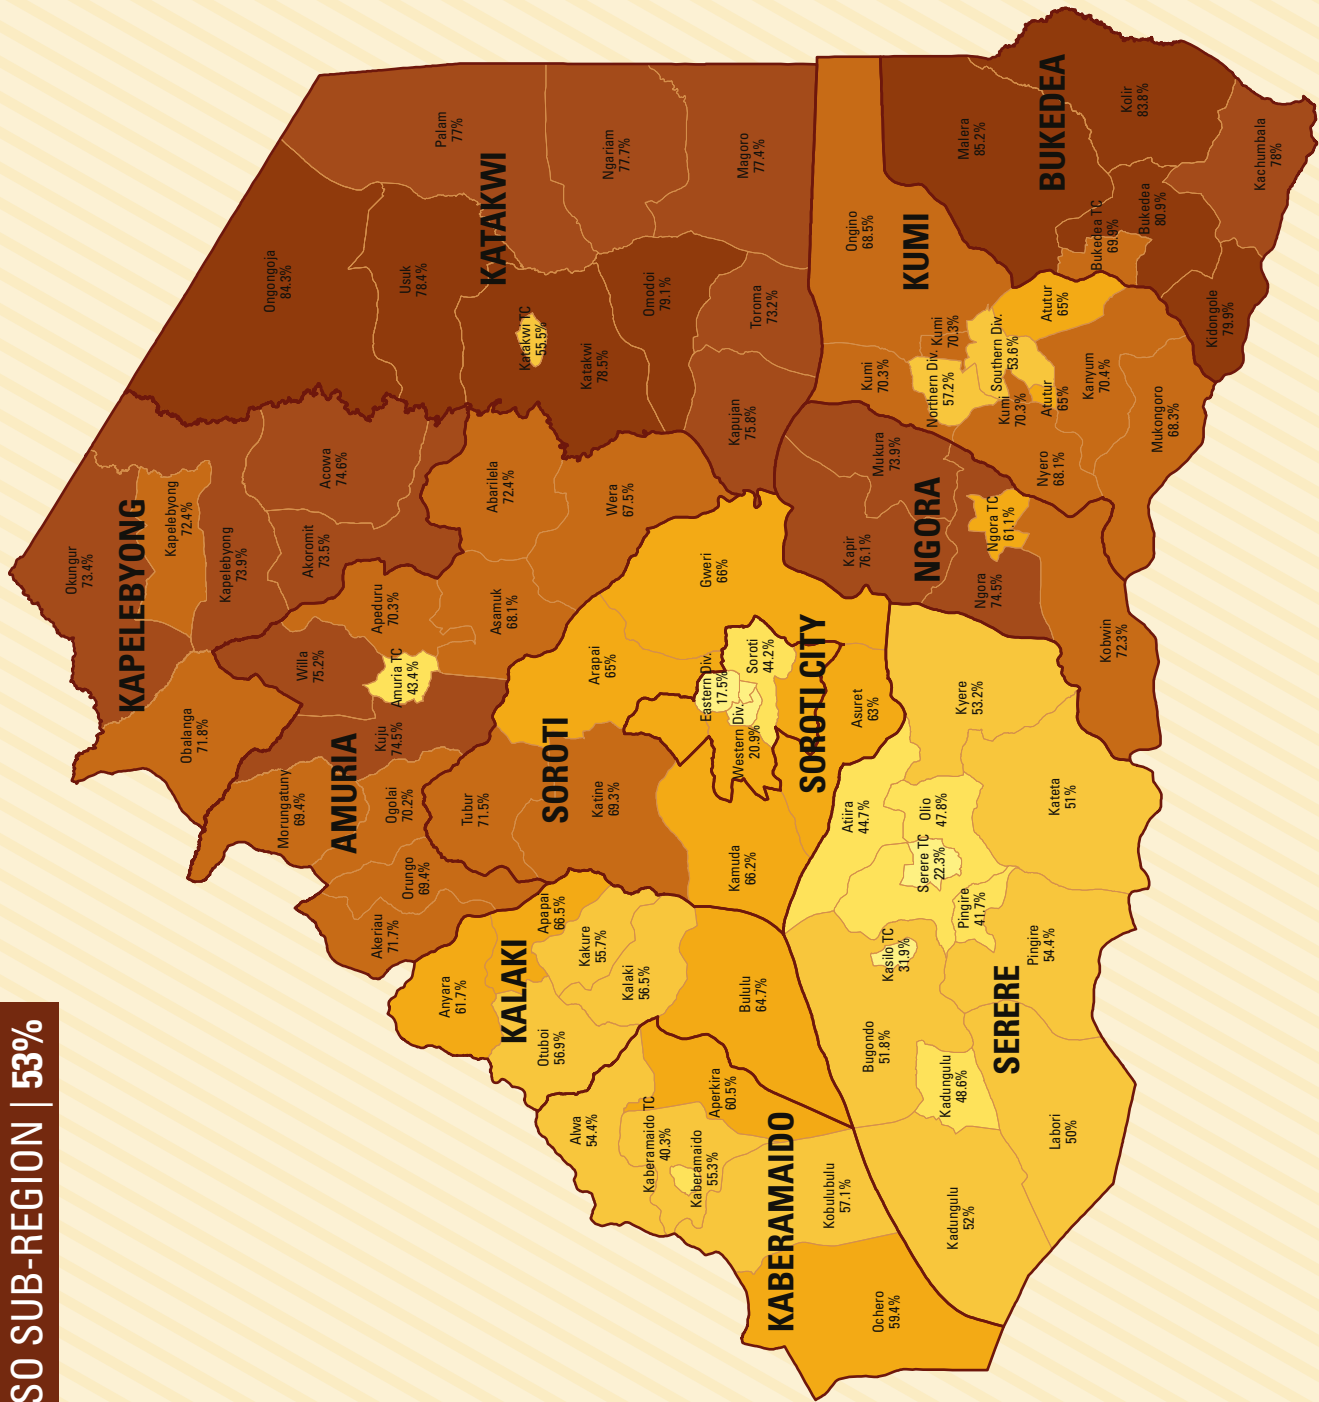 SO SUB-REGION | 53%
KAPELEBYONG
Okungur
73.4%
Kapelebyong
72.4%
Kapelebyong
73.9%
Acowa
74.6%
Akoromit
73.5%
Obalanga
71.8%
AMURIA
Willa
75.2%
Apeduru
70.3%
Amuria TC
43.4%
Kuju
74.5%
Morungatuny
69.4%
Ogolai
70.2%
Orungo
69.4%
Akeriau
71.7%
Abarilela
72.4%
Wera
67.5%
Asamuk
68.1%
KATAKWI
Ongongoja
84.3%
Usuk
78.4%
Palam
77%
Ngariam
77.7%
Magoro
77.4%
Katakwi TC
55.5%
Katakwi
78.5%
Omodoi
79.1%
Toroma
73.2%
Kapujan
75.8%
SOROTI
Tubur
71.5%
Katine
69.3%
Arapai
65%
Gweri
66%
Kamuda
66.2%
Asuret
63%
SOROTI CITY
Eastern Div.
17.5%
Western Div.
20.9%
Soroti
44.2%
KALAKI
Anyara
61.7%
Apapai
66.5%
Kakure
55.7%
Kalaki
56.5%
Otuboi
56.9%
Bululu
64.7%
KABERAMAIDO
Alwa
54.4%
Kaberamaido TC
40.3%
Kaberamaido
55.3%
Aperkira
60.5%
Kobulubulu
57.1%
Ochero
59.4%
SERERE
Atiira
44.7%
Olio
47.8%
Serere TC
22.3%
Kyere
53.2%
Kateta
51%
Pingire
41.7%
Pingire
54.4%
Kasilo TC
31.9%
Bugondo
51.8%
Kadungulu
48.6%
Kadungulu
52%
Labori
50%
NGORA
Mukura
73.9%
Kapir
76.1%
Ngora TC
61.1%
Ngora
74.5%
Kobwin
72.3%
KUMI
Ongino
68.5%
Kumi
70.3%
Kumi
70.3%
Northern Div.
57.2%
Southern Div.
53.6%
Kumi
70.3%
Atutur
65%
Atutur
65%
Kanyum
70.4%
Nyero
68.1%
Mukongoro
68.3%
BUKEDEA
Malera
85.2%
Kolir
83.8%
Kachumbala
78%
Bukedea TC
69.9%
Bukedea
80.9%
Kidongole
79.9%